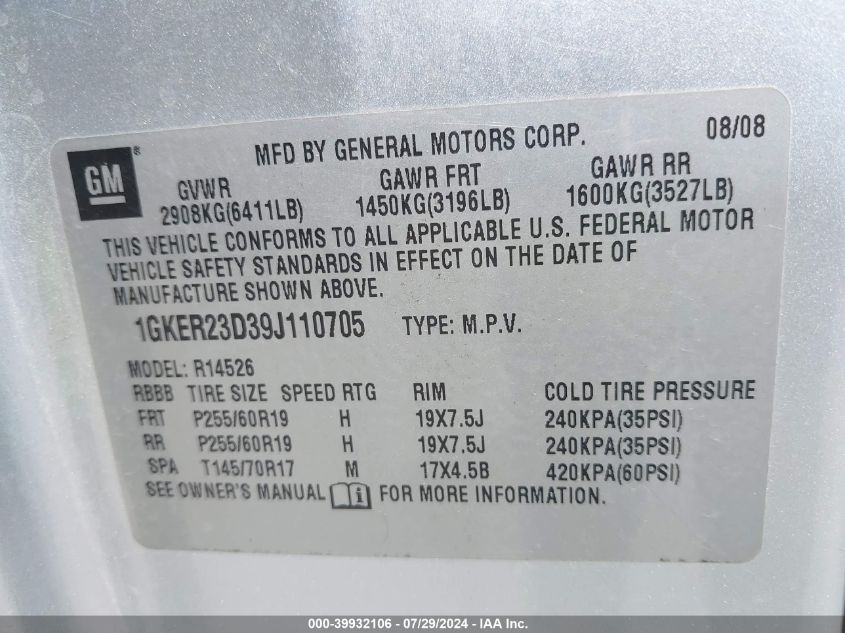 MFD BY GENERAL MOTORS CORP. 08/08
GM
GVWR GAWR FRT GAWR RR
2908KG(6411LB) 1450KG(3196LB) 1600KG(3527LB)
THIS VEHICLE CONFORMS TO ALL APPLICABLE U.S. FEDERAL MOTOR
VEHICLE SAFETY STANDARDS IN EFFECT ON THE DATE OF
MANUFACTURE SHOWN ABOVE.
1GKER23D39J110705 TYPE: M.P.V.
MODEL: R14526
RBBB TIRE SIZE SPEED RTG RIM COLD TIRE PRESSURE
FRT P255/60R19 H 19X7.5J 240KPA(35PSI)
RR P255/60R19 H 19X7.5J 240KPA(35PSI)
SPA T145/70R17 M 17X4.5B 420KPA(60PSI)
SEE OWNER'S MANUAL i FOR MORE INFORMATION.
000-39932106 - 07/29/2024 - IAA Inc.